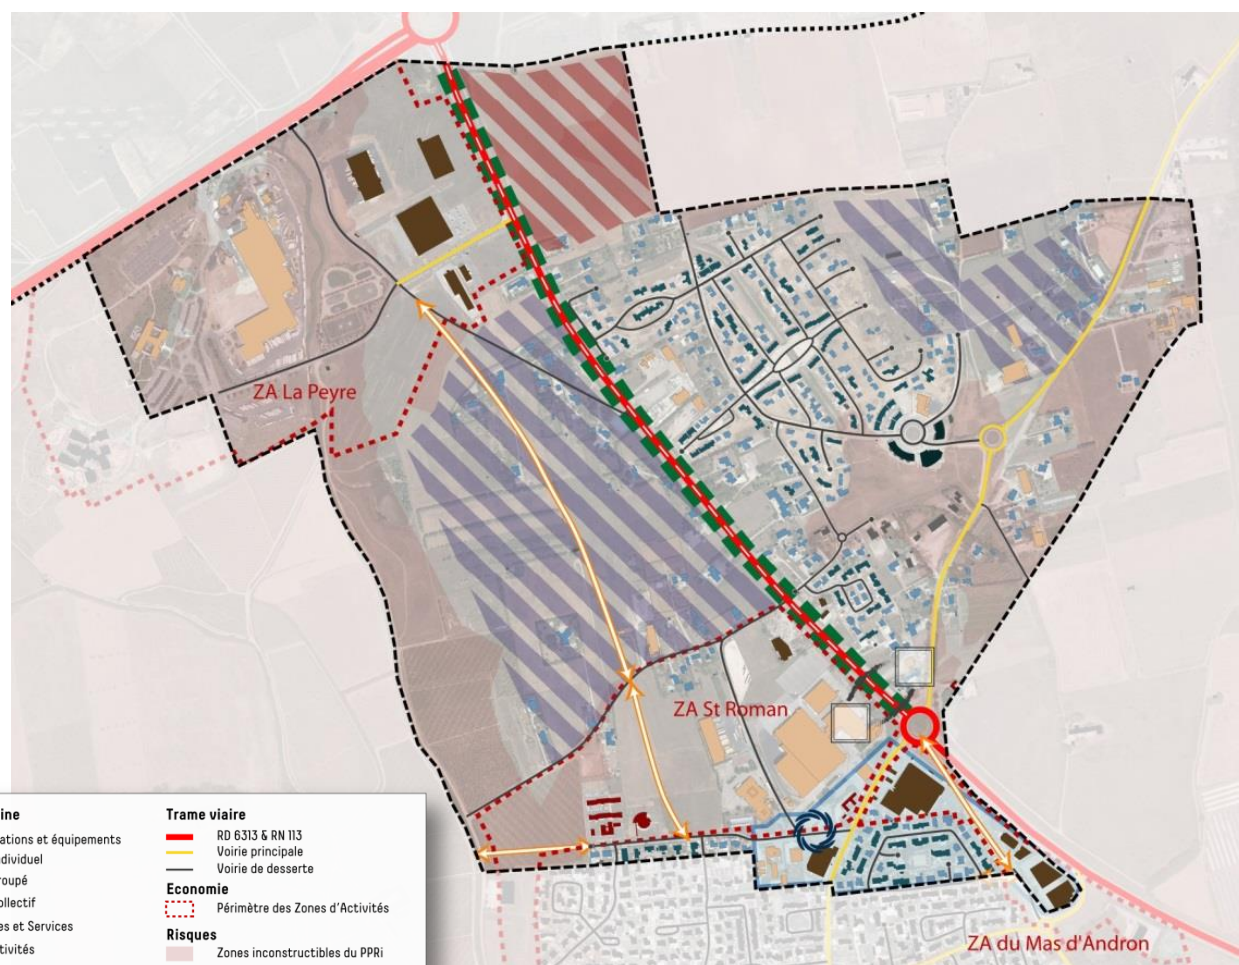 ZA La Peyre
ZA St Roman
ZA du Mas d'Andron
ine
ations et équipements
dividuel
oupé
ollectif
es et Services
tivités
Trame viaire
RD 6313 & RN 113
Voirie principale
Voirie de desserte
Economie
Périmètre des Zones d'Activités
Risques
Zones inconstructibles du PPRi